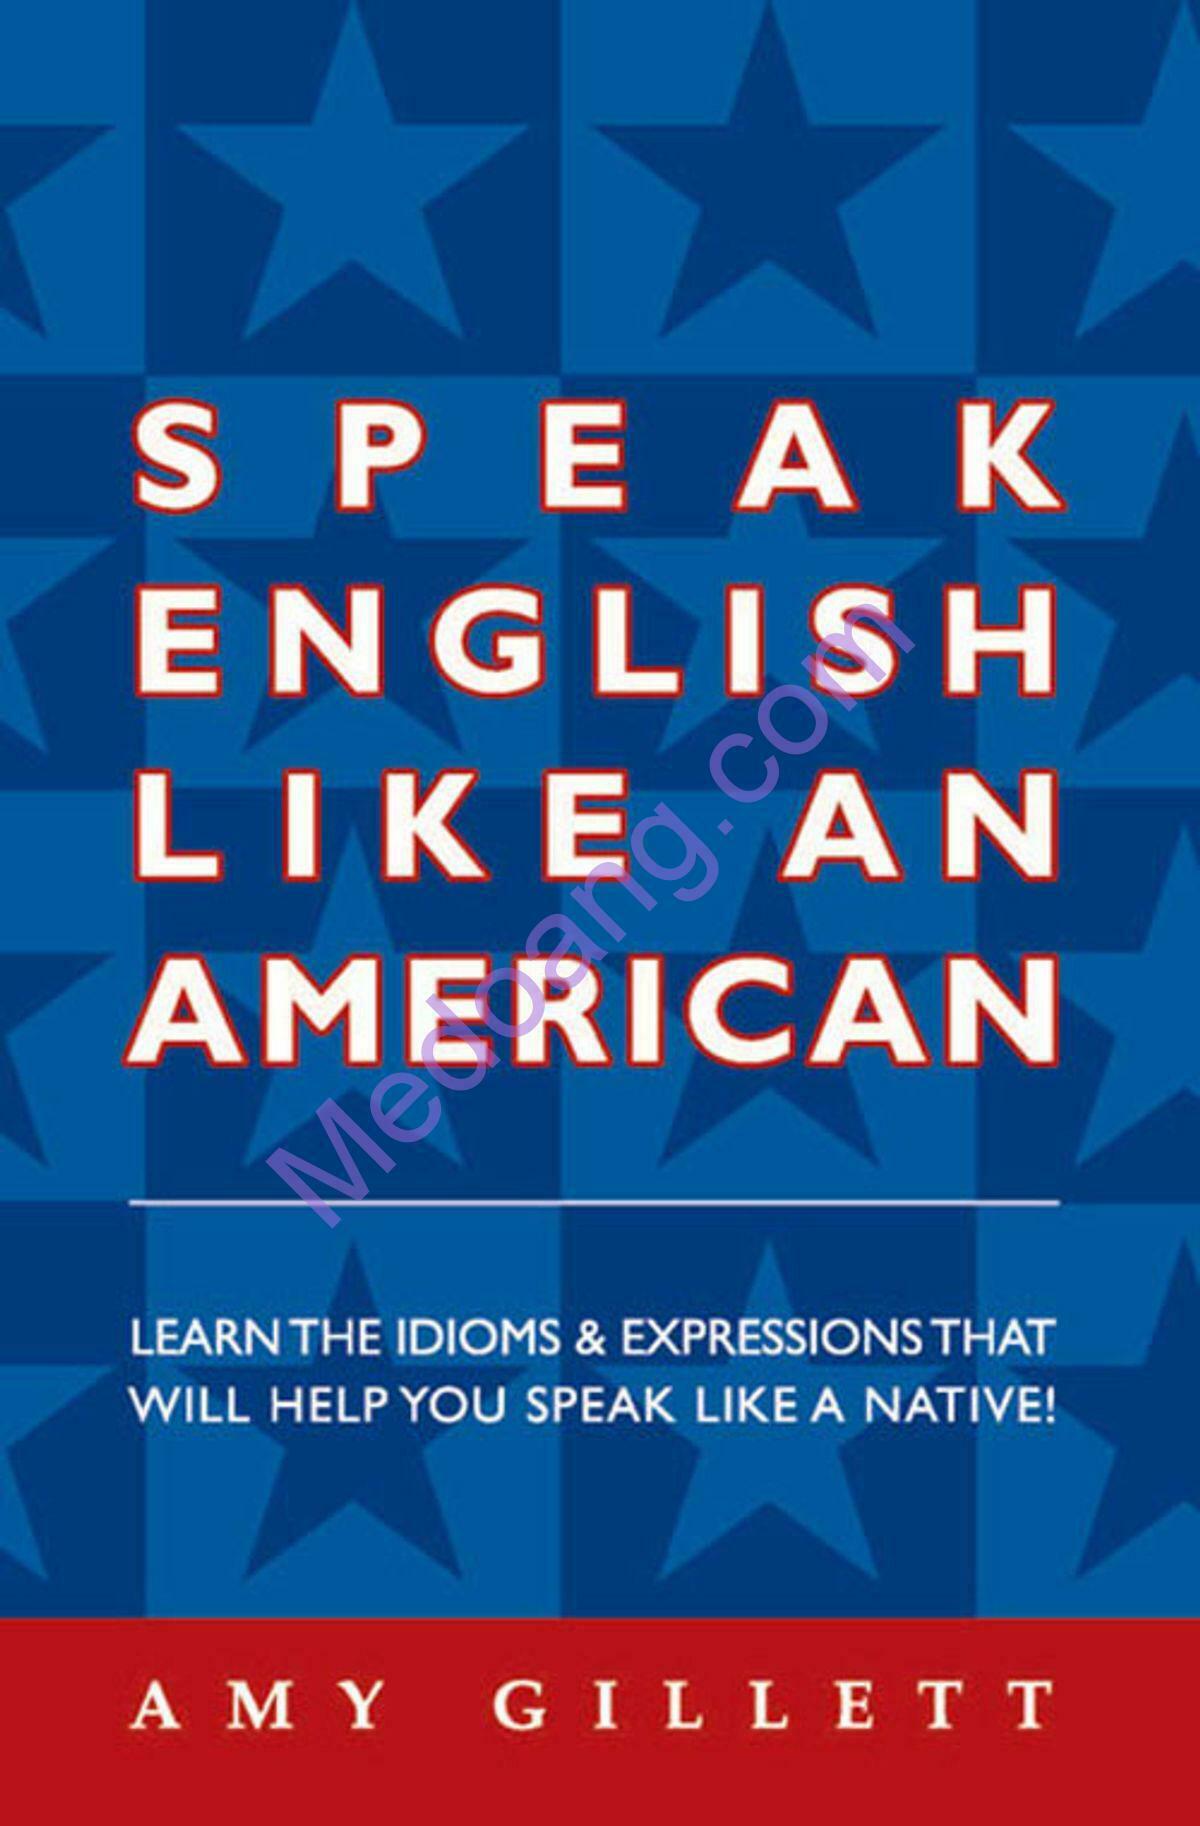 SPEAK
ENGLISH
LIKE AN
AMERICAN
Medoang.com
LEARN THE IDIOMS & EXPRESSIONS THAT
WILL HELP YOU SPEAK LIKE A NATIVE!
AMY GILLETT